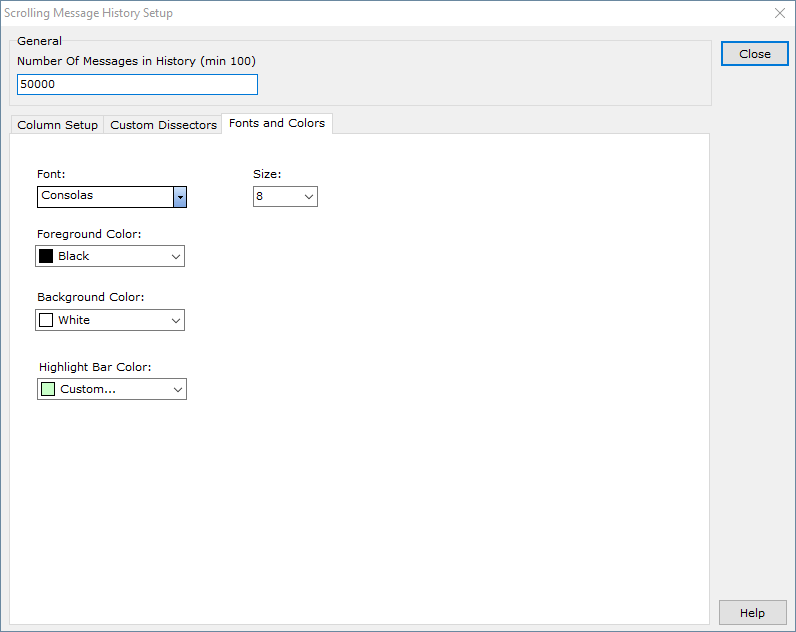 Scrolling Message History Setup
General
Number Of Messages in History (min 100)
50000
Close
Column Setup
Custom Dissectors
Fonts and Colors
Font:
Size:
Consolas
8
Foreground Color:
Black
Background Color:
White
Highlight Bar Color:
Custom...
Help